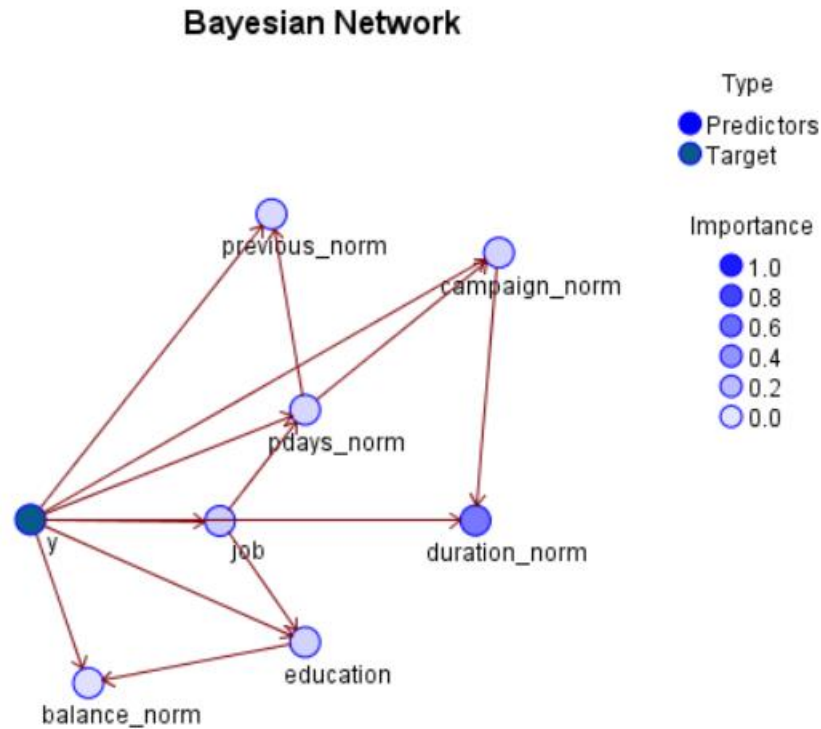 Bayesian Network
Type
Predictors
Target
previous_norm
Importance
campaign_norm
1.0
0.8
0.6
0.4
0.2
0.0
pdays_norm
y
job
duration_norm
education
balance_norm